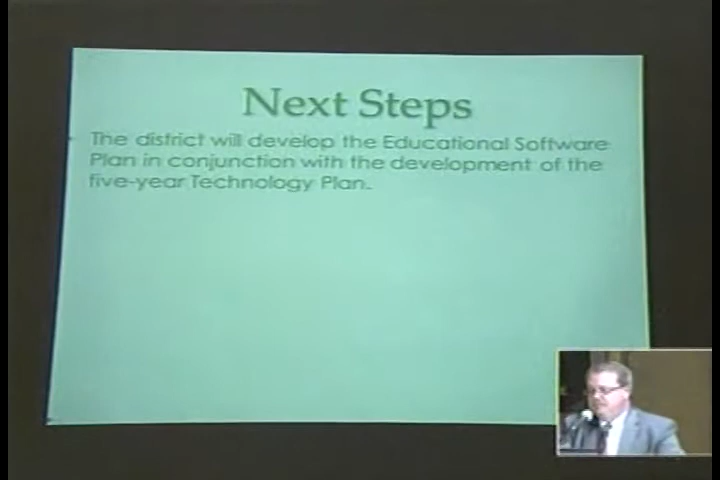 Next Steps
The district will develop the Educational Software
Plan in conjunction with the development of the
five-year Technology Plan.